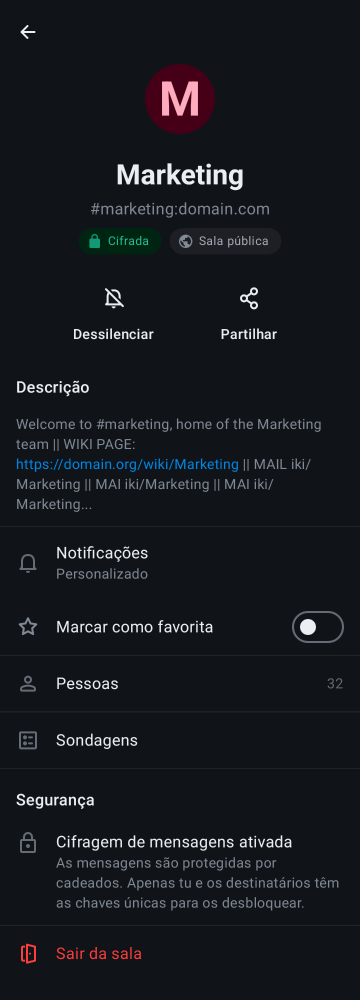 M
Marketing
#marketing:domain.com
Cifrada
Sala pública
Dessilenciar
Partilhar
Descrição
Welcome to #marketing, home of the Marketing
team || WIKI PAGE:
https://domain.org/wiki/Marketing || MAIL iki/
Marketing || MAI iki/Marketing || MAI iki/
Marketing...
Notificações
Personalizado
Marcar como favorita
Pessoas 32
Sondagens
Segurança
Cifragem de mensagens ativada
As mensagens são protegidas por
cadeados. Apenas tu e os destinatários têm
as chaves únicas para os desbloquear.
Sair da sala